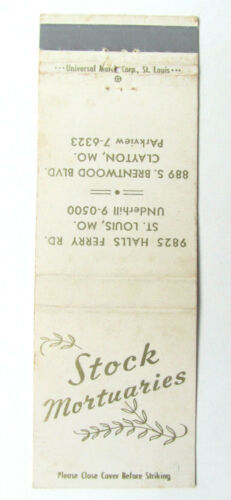 Universal Match Corp., St. Louis
9825 HALLS FERRY RD.
ST. LOUIS, MO.
UNderhill 9-0500
889 S. BRENTWOOD BLVD.
CLAYTON, MO.
PArkview 7-6323
Stock
Mortuaries
Please Close Cover Before Striking